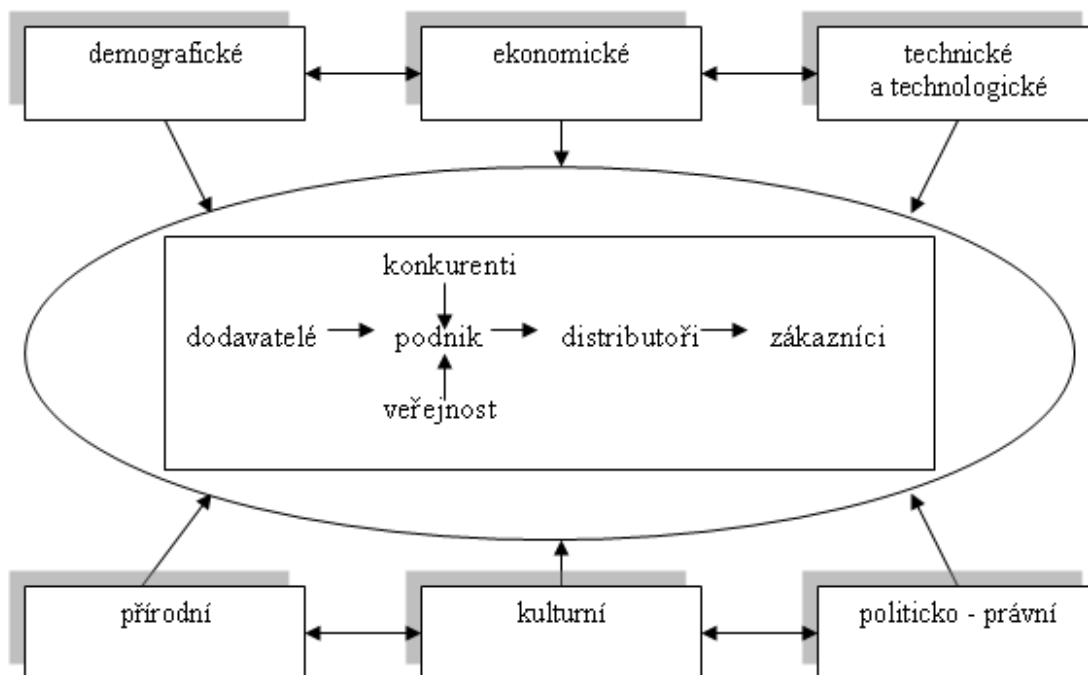 demografické
ekonomické
technické
a technologické
konkurenti
dodavatelé
podnik
distributoři
zákazníci
veřejnost
přírodní
kulturní
politicko - právní